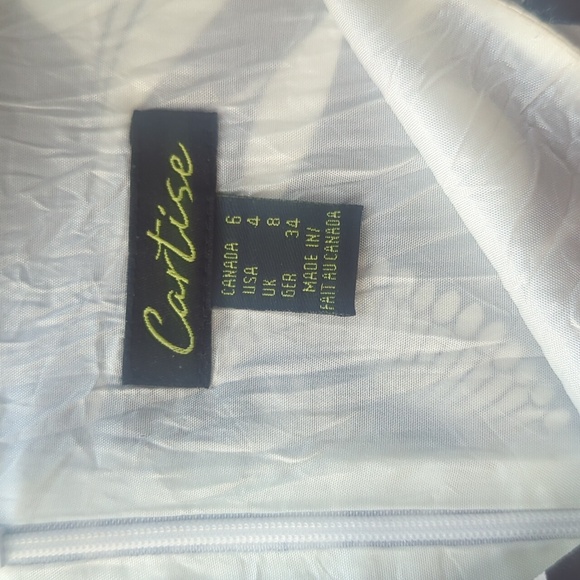 Cartise
CANADA 6
USA 4
UK 8
GER 34
MADE IN/
FAIT AU CANADA